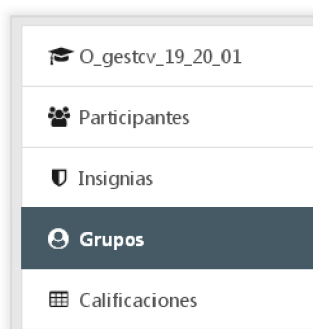 O_gestcv_19_20_01
Participantes
Insignias
Grupos
Calificaciones